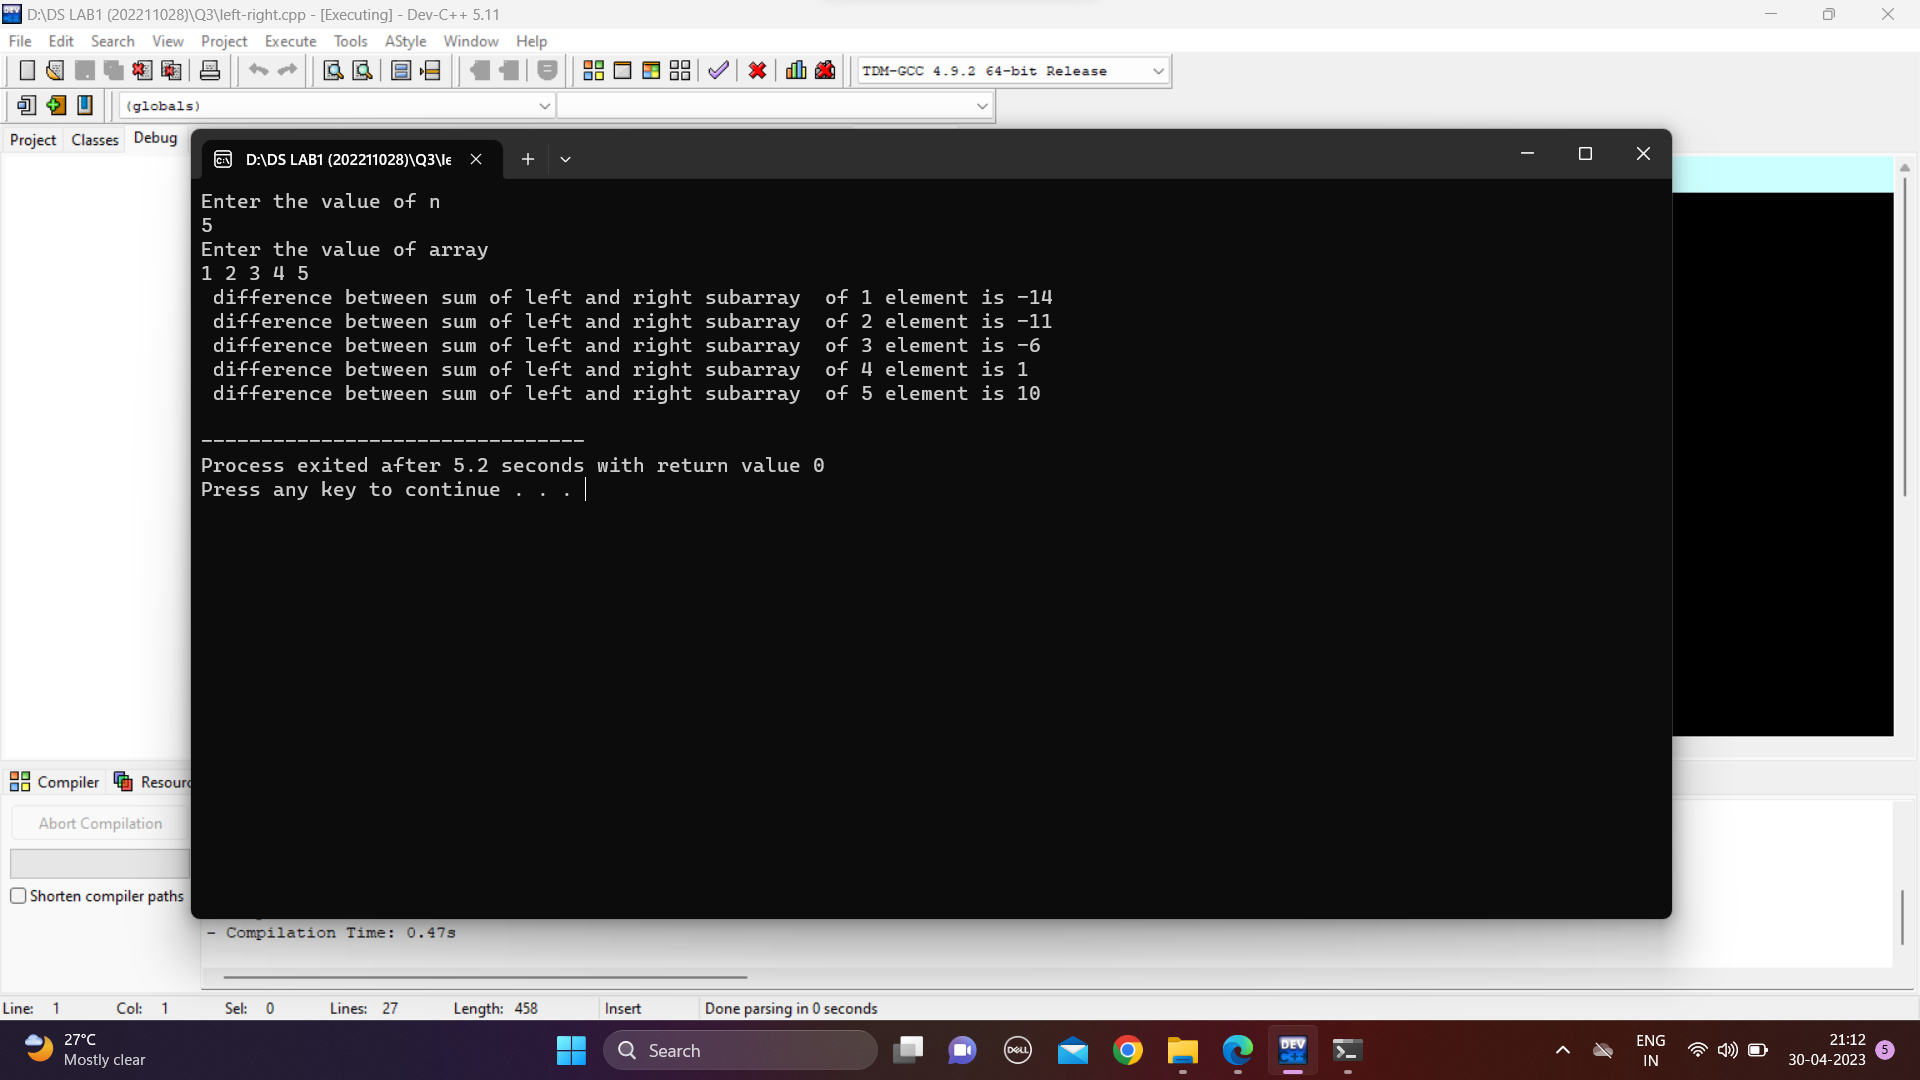 D:\DS LAB1 (202211028)\Q3\left-right.cpp - [Executing] - Dev-C++ 5.11
File Edit Search View Project Execute Tools AStyle Window Help
TDM-GCC 4.9.2 64-bit Release
(globals)
Project Classes Debug
D:\DS LAB1 (202211028)\Q3\le
Enter the value of n
5
Enter the value of array
1 2 3 4 5
difference between sum of left and right subarray  of 1 element is -14
difference between sum of left and right subarray  of 2 element is -11
difference between sum of left and right subarray  of 3 element is -6
difference between sum of left and right subarray  of 4 element is 1
difference between sum of left and right subarray  of 5 element is 10
--------------------------------
Process exited after 5.2 seconds with return value 0
Press any key to continue . . .
Compiler Resourc
Abort Compilation
Shorten compiler paths
- Compilation Time: 0.47s
Line: 1 Col: 1 Sel: 0 Lines: 27 Length: 458 Insert Done parsing in 0 seconds
27°C
Mostly clear
Search
DELL
DEV
C++
ENG
IN
21:12
30-04-2023
5